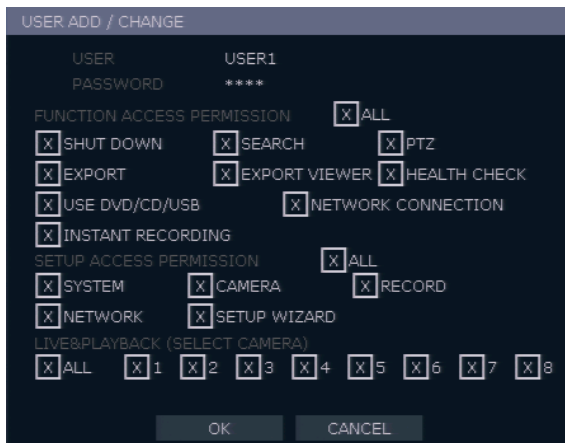 USER ADD / CHANGE
USER USER1
PASSWORD ****
FUNCTION ACCESS PERMISSION X ALL
X SHUT DOWN X SEARCH X PTZ
X EXPORT X EXPORT VIEWER X HEALTH CHECK
X USE DVD/CD/USB X NETWORK CONNECTION
X INSTANT RECORDING
SETUP ACCESS PERMISSION X ALL
X SYSTEM X CAMERA X RECORD
X NETWORK X SETUP WIZARD
LIVE&PLAYBACK (SELECT CAMERA)
X ALL X 1 X 2 X 3 X 4 X 5 X 6 X 7 X 8
OK CANCEL